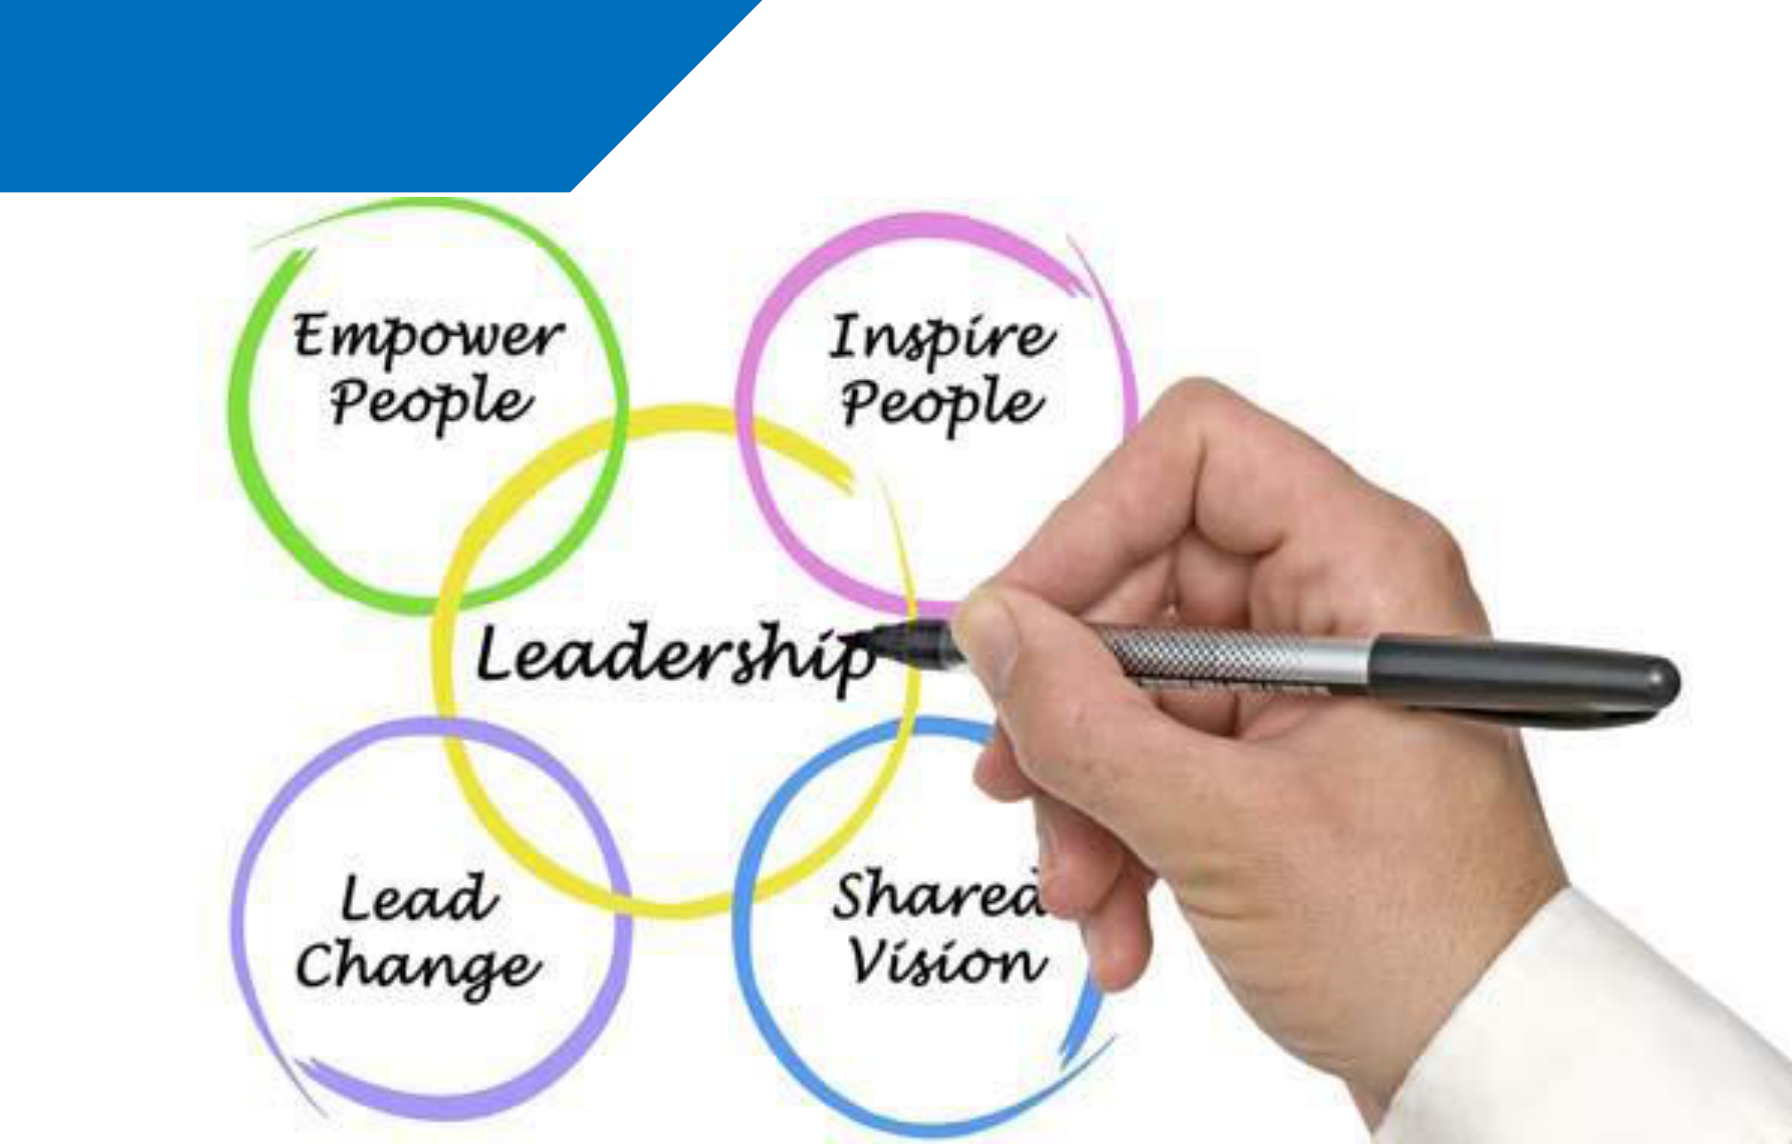 Empower
People
Inspire
People
Leadership
Lead
Change
Shared
Vision